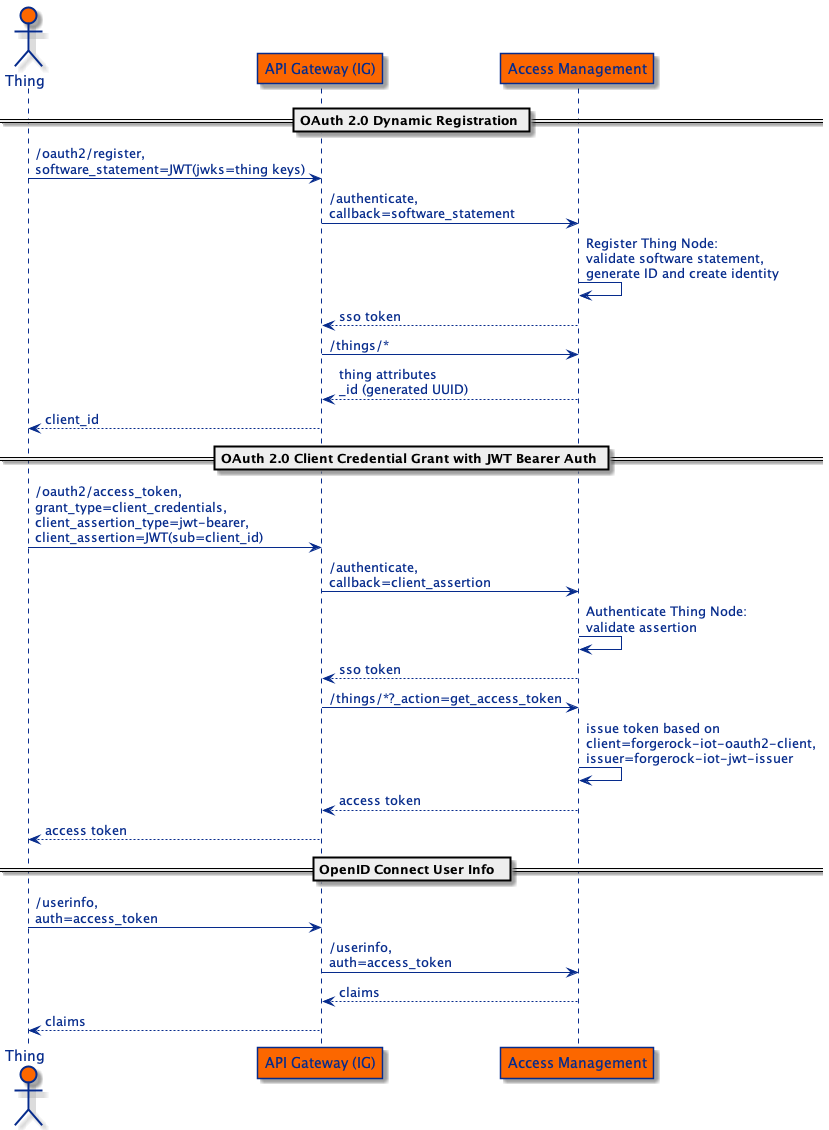 Thing
API Gateway (IG)
Access Management
OAuth 2.0 Dynamic Registration
/oauth2/register,
software_statement=JWT(jwks=thing keys)
/authenticate,
callback=software_statement
Register Thing Node:
validate software statement,
generate ID and create identity
sso token
/things/*
thing attributes
_id (generated UUID)
client_id
OAuth 2.0 Client Credential Grant with JWT Bearer Auth
/oauth2/access_token,
grant_type=client_credentials,
client_assertion_type=jwt-bearer,
client_assertion=JWT(sub=client_id)
/authenticate,
callback=client_assertion
Authenticate Thing Node:
validate assertion
sso token
/things/*?_action=get_access_token
issue token based on
client=forgerock-iot-oauth2-client,
issuer=forgerock-iot-jwt-issuer
access token
access token
OpenID Connect User Info
/userinfo,
auth=access_token
/userinfo,
auth=access_token
claims
claims
Thing
API Gateway (IG)
Access Management